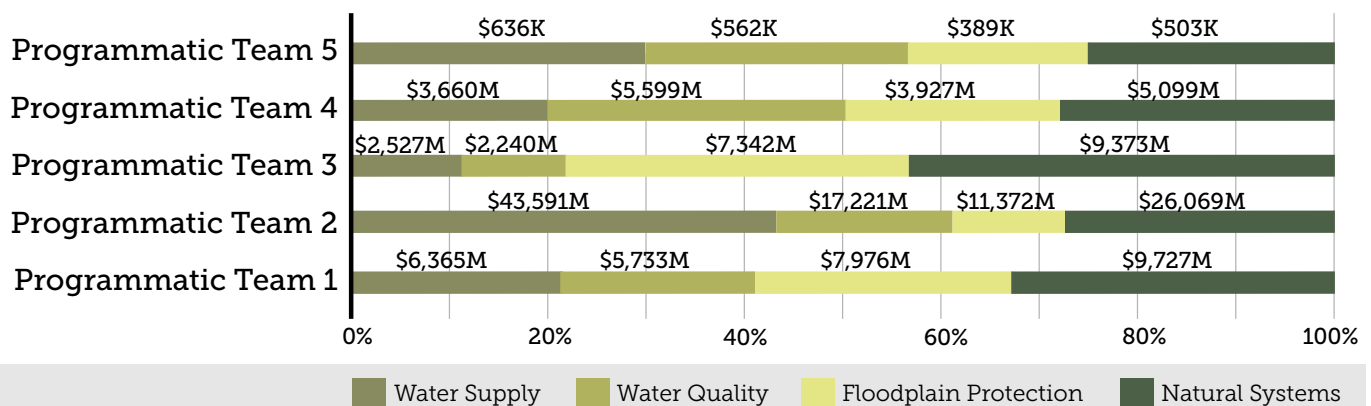 $636K $562K $389K $503K
Programmatic Team 5
$3,660M $5,599M $3,927M $5,099M
Programmatic Team 4
$2,527M $2,240M $7,342M $9,373M
Programmatic Team 3
$43,591M $17,221M $11,372M $26,069M
Programmatic Team 2
$6,365M $5,733M $7,976M $9,727M
Programmatic Team 1
0% 20% 40% 60% 80% 100%
Water Supply Water Quality Floodplain Protection Natural Systems